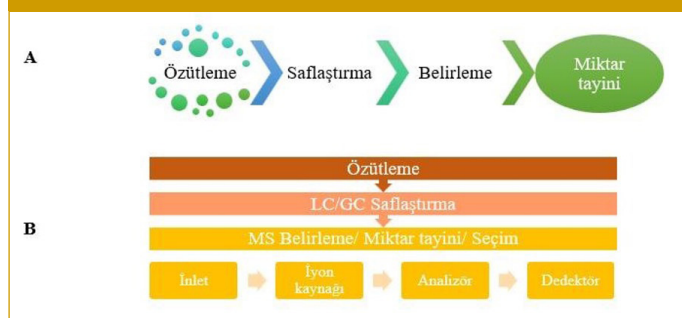 A
Özütleme
Saflaştırma
Belirleme
Miktar
tayini
B
Özütleme
LC/GC Saflaştırma
MS Belirleme/ Miktar tayini/ Seçim
İnlet
İyon
kaynağı
Analizör
Dedektör